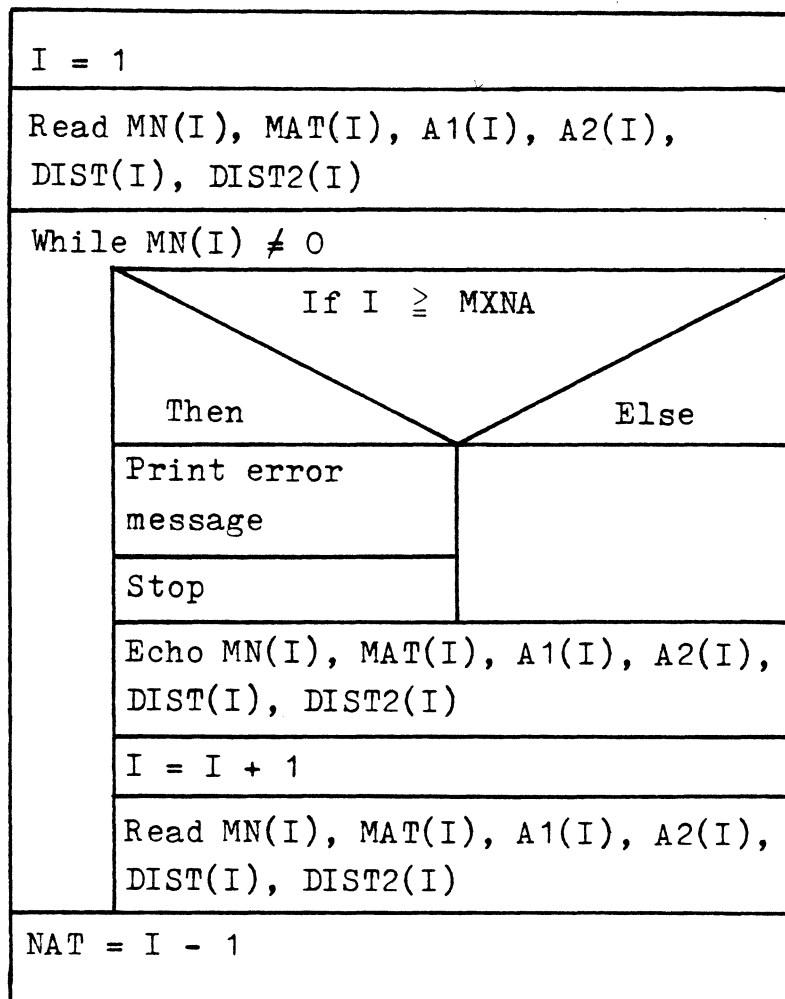 I = 1
Read MN(I), MAT(I), A1(I), A2(I),
DIST(I), DIST2(I)
While MN(I) ≠ 0
If I ≧ MXNA
Then
Else
Print error
message
Stop
Echo MN(I), MAT(I), A1(I), A2(I),
DIST(I), DIST2(I)
I = I + 1
Read MN(I), MAT(I), A1(I), A2(I),
DIST(I), DIST2(I)
NAT = I - 1